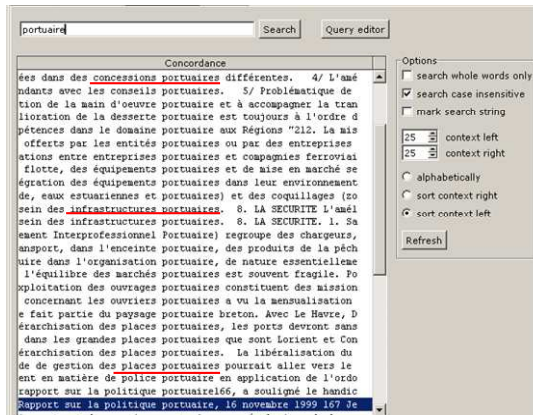 portuaire
Search
Query editor
Concordance
ées dans des concessions portuaires différentes. 4/ L'amé
ndants avec les conseils portuaires. 5/ Problématique de
tion de la main d'oeuvre portuaire et à accompagner la tran
lioration de la desserte portuaire est toujours à l'ordre d
pétences dans le domaine portuaire aux Régions "212. La mis
offerts par les entités portuaires ou par des entreprises
ations entre entreprises portuaires et compagnies ferroviai
flotte, des équipements portuaires et de mise en marché se
égration des équipements portuaires dans leur environnement
de, eaux estuariennes et portuaires) et des coquillages (zo
sein des infrastructures portuaires. 8. LA SECURITE L'amél
sein des infrastructures portuaires. 8. LA SECURITE. 1. Sa
ement Interprofessionnel Portuaire) regroupe des chargeurs,
ansport, dans l'enceinte portuaire, des produits de la pêch
uire dans l'organisation portuaire, de nature essentielleme
l'équilibre des marchés portuaires est souvent fragile. Po
xploitation des ouvrages portuaires constituent des mission
concernant les ouvriers portuaires a vu la mensualisation
e fait partie du paysage portuaire breton. Avec Le Havre, D
érarchisation des places portuaires, les ports devront sans
dans les grandes places portuaires que sont Lorient et Con
érarchisation des places portuaires. La libéralisation du
de de gestion des places portuaires pourrait aller vers le
ent en matière de police portuaire en application de l'ordo
rapport sur la politique portuaire166, a souligné le handic
Rapport sur la politique portuaire, 16 novembre 1999 167 Je
Options
search whole words only
search case insensitive
mark search string
25 context left
25 context right
alphabetically
sort context right
sort context left
Refresh